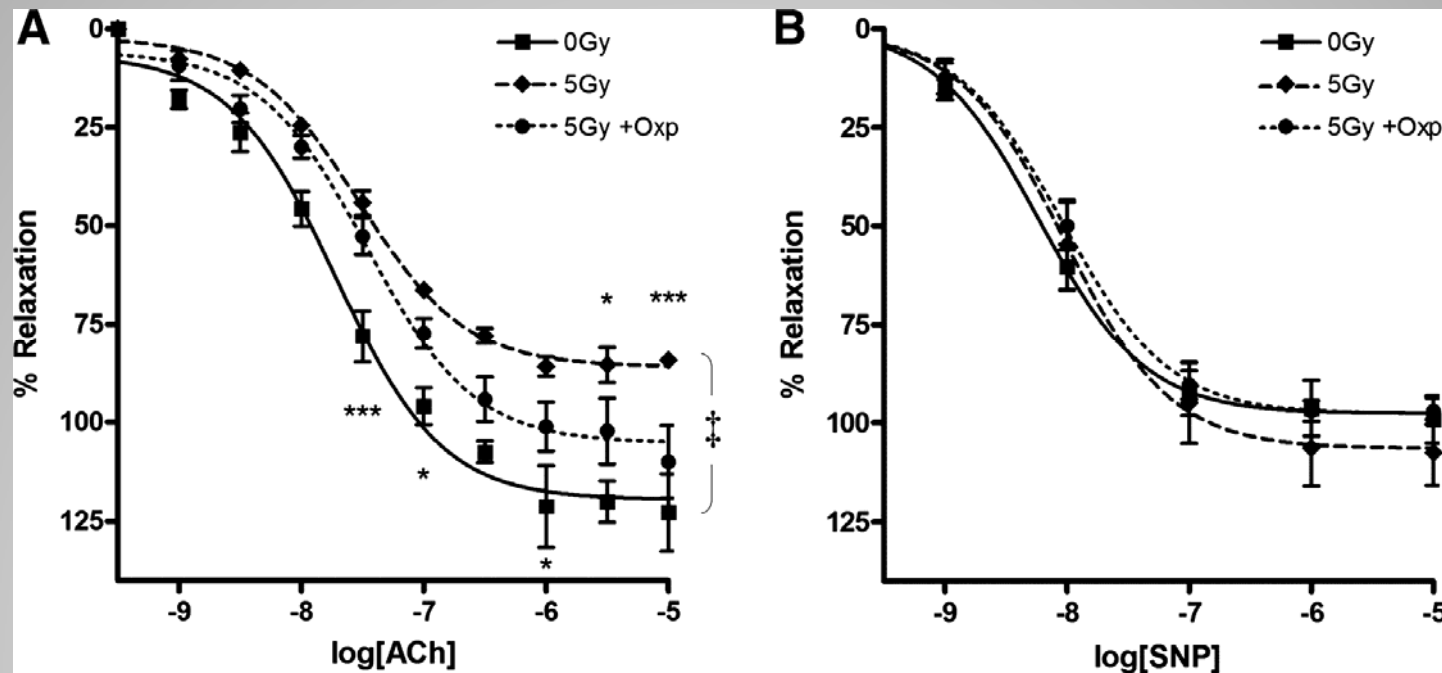 A
0Gy
5Gy
5Gy +Oxp
% Relaxation
0
25
50
75
100
125
* ***
***
*
*
‡
-9 -8 -7 -6 -5
log[ACh]
B
0Gy
5Gy
5Gy +Oxp
% Relaxation
0
25
50
75
100
125
-9 -8 -7 -6 -5
log[SNP]